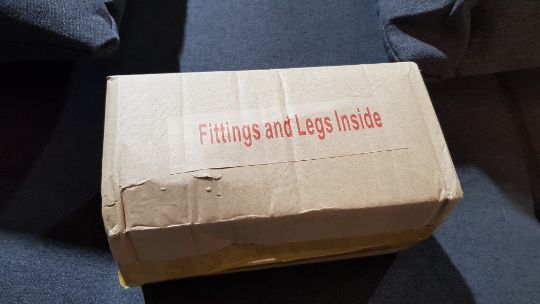 Fittings and Legs Inside